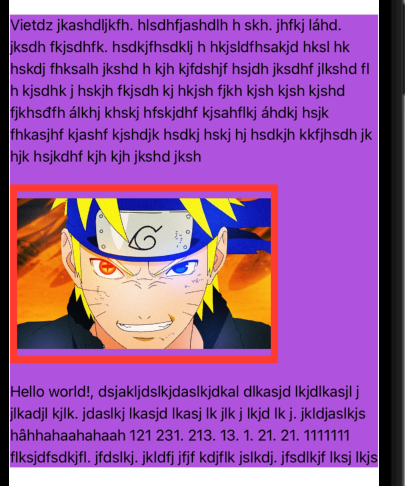 Vietdz jkashdljkfh. hlsdhfjashdlh h skh. jhfkj láhd.
jksdh fkjsdhfk. hsdkjfhsdklj h hkjsldfhsakjd hksl hk
hskdj fhksalh jkshd h kjh kjfdshjf hsjdh jksdhf jlkshd fl
h kjsdhk j hskjh fkjsdh kj hkjsh fjkh kjsh kjsh kjshd
fjkhsđfh álkhj khskj hfskjdhf kjsahflkj áhdkj hsjk
fhkasjhf kjashf kjshdjk hsdkj hskj hj hsdkjh kkfjhsdh jk
hjk hsjkdhf kjh kjh jkshd jksh
Hello world!, dsjakljdslkjdaslkjdkal dlkasjd lkjdlkasjl j
jlkadjl kjlk. jdaslkj lkasjd lkasj lk jlk j lkjd lk j. jkldjaslkjs
hâhhahaahahaah 121 231. 213. 13. 1. 21. 21. 1111111
flksjdfsdkjfl. jfdslkj. jkldfj jfjf kdjflk jslkdj. jfsdlkjf lksj lkjs